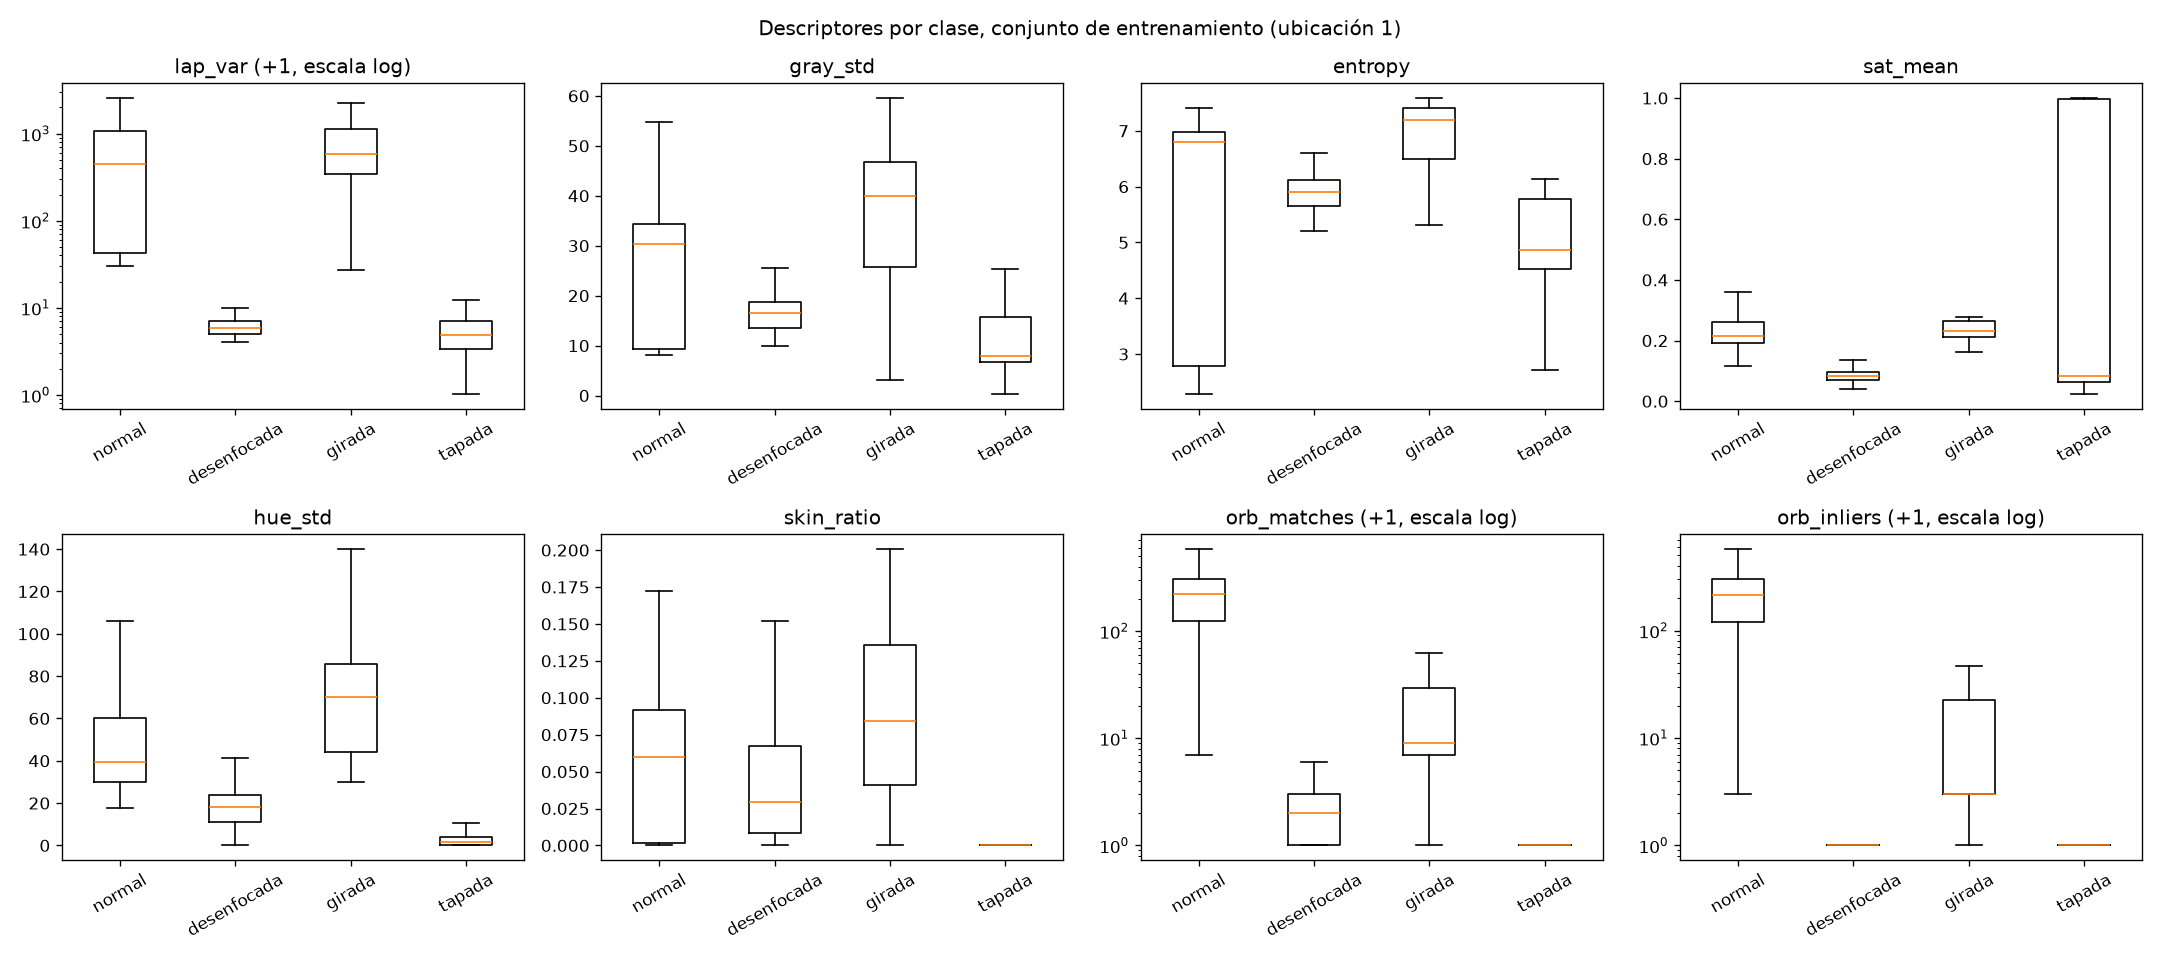 Descriptores por clase, conjunto de entrenamiento (ubicación 1)
lap_var (+1, escala log)
10³
10²
10¹
10⁰
normal
desenfocada
girada
tapada
gray_std
60
50
40
30
20
10
0
normal
desenfocada
girada
tapada
entropy
7
6
5
4
3
normal
desenfocada
girada
tapada
sat_mean
1.0
0.8
0.6
0.4
0.2
0.0
normal
desenfocada
girada
tapada
hue_std
140
120
100
80
60
40
20
0
normal
desenfocada
girada
tapada
skin_ratio
0.200
0.175
0.150
0.125
0.100
0.075
0.050
0.025
0.000
normal
desenfocada
girada
tapada
orb_matches (+1, escala log)
10²
10¹
10⁰
normal
desenfocada
girada
tapada
orb_inliers (+1, escala log)
10²
10¹
10⁰
normal
desenfocada
girada
tapada